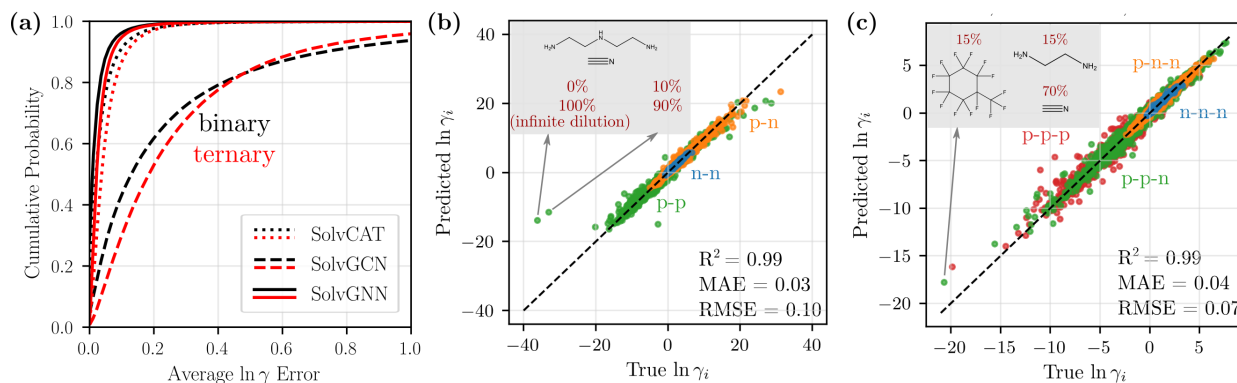 (a)
1.0
0.8
0.6
0.4
0.2
0.0
Cumulative Probability
binary
ternary
SolvCAT
SolvGCN
SolvGNN
0.0 0.2 0.4 0.6 0.8 1.0
Average ln γ Error
(b)
40
20
0
−20
−40
Predicted ln γi
H
N
H2N NH2
N
0% 10%
100% 90%
(infinite dilution)
p-n
n-n
p-p
R2 = 0.99
MAE = 0.03
RMSE = 0.10
−40 −20 0 20 40
True ln γi
(c)
5
0
−5
−10
−15
−20
Predicted ln γi
15% 15%
F F F F F F F F F F F F F F
H2N NH2
70%
N
p-n-n
n-n-n
p-p-p
p-p-n
R2 = 0.99
MAE = 0.04
RMSE = 0.07
−20 −15 −10 −5 0 5
True ln γi